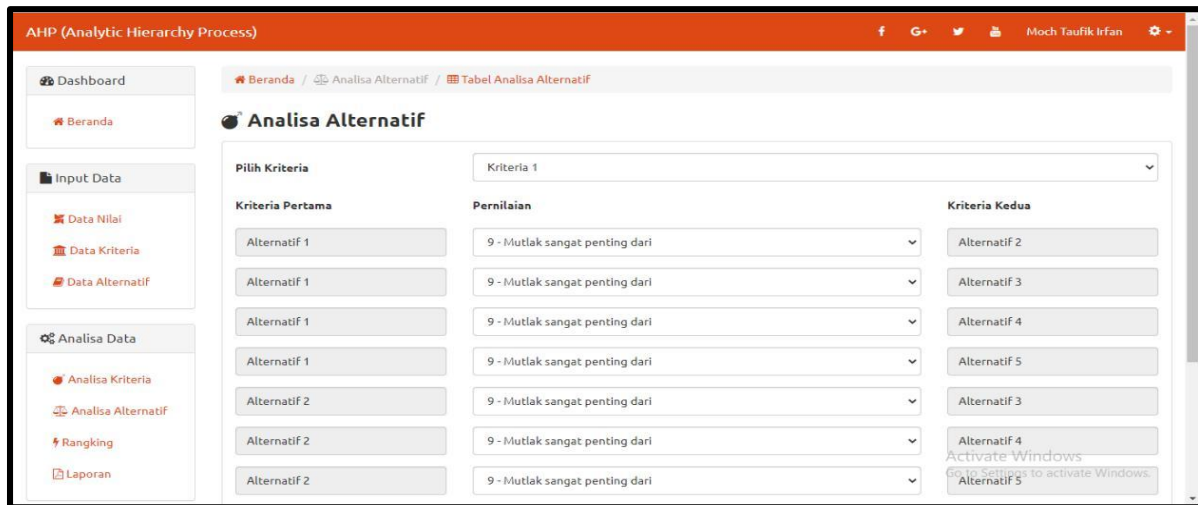 AHP (Analytic Hierarchy Process)
G+
Moch Taufik Irfan
Dashboard
Beranda
Input Data
Data Nilai
Data Kriteria
Data Alternatif
Analisa Data
Analisa Kriteria
Analisa Alternatif
Rangking
Laporan
Beranda / Analisa Alternatif / Tabel Analisa Alternatif
Analisa Alternatif
Pilih Kriteria Kriteria 1
Kriteria Pertama Pernilaian Kriteria Kedua
Alternatif 1 9 - Mutlak sangat penting dari Alternatif 2
Alternatif 1 9 - Mutlak sangat penting dari Alternatif 3
Alternatif 1 9 - Mutlak sangat penting dari Alternatif 4
Alternatif 1 9 - Mutlak sangat penting dari Alternatif 5
Alternatif 2 9 - Mutlak sangat penting dari Alternatif 3
Alternatif 2 9 - Mutlak sangat penting dari Alternatif 4
Alternatif 2 9 - Mutlak sangat penting dari Alternatif 5
Activate Windows
Go to Settings to activate Windows.